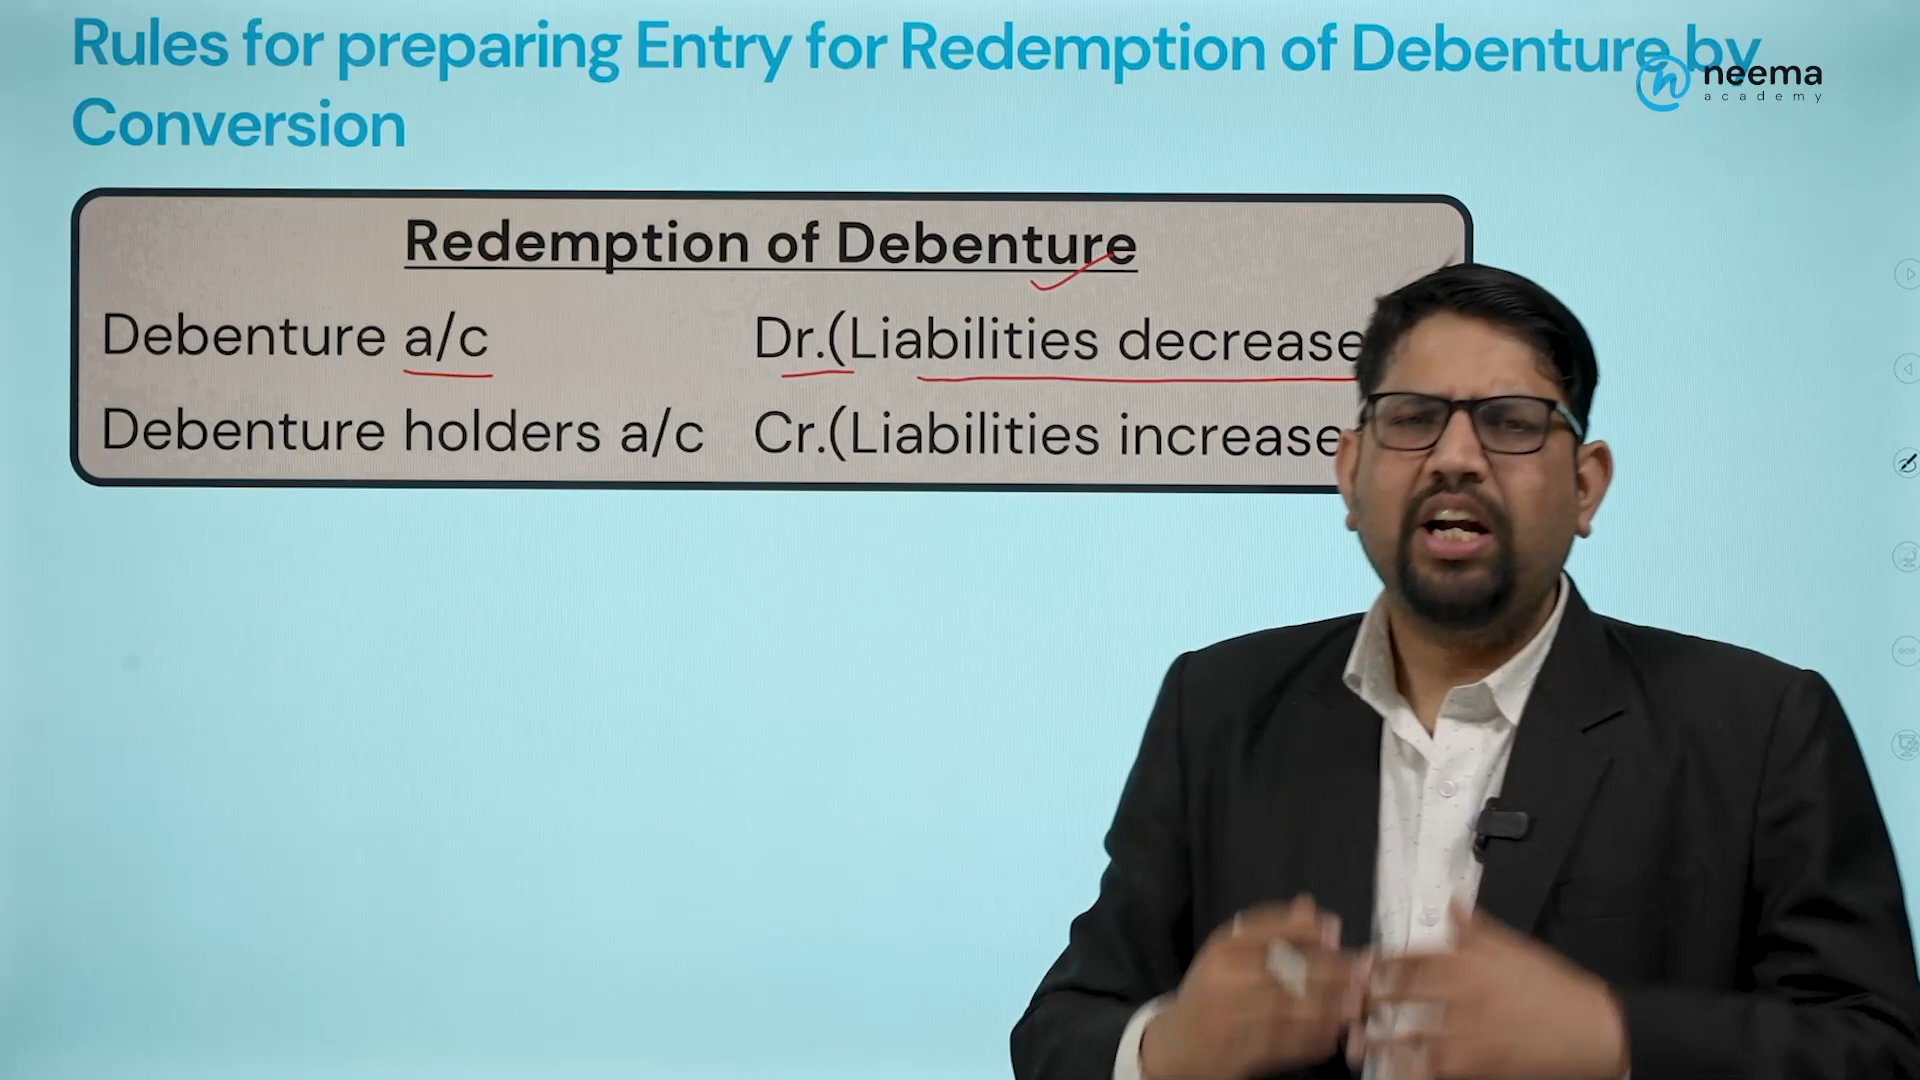 Rules for preparing Entry for Redemption of Debenture by
Conversion
neema
academy
Redemption of Debenture
Debenture a/c Dr.(Liabilities decrease
Debenture holders a/c Cr.(Liabilities increase